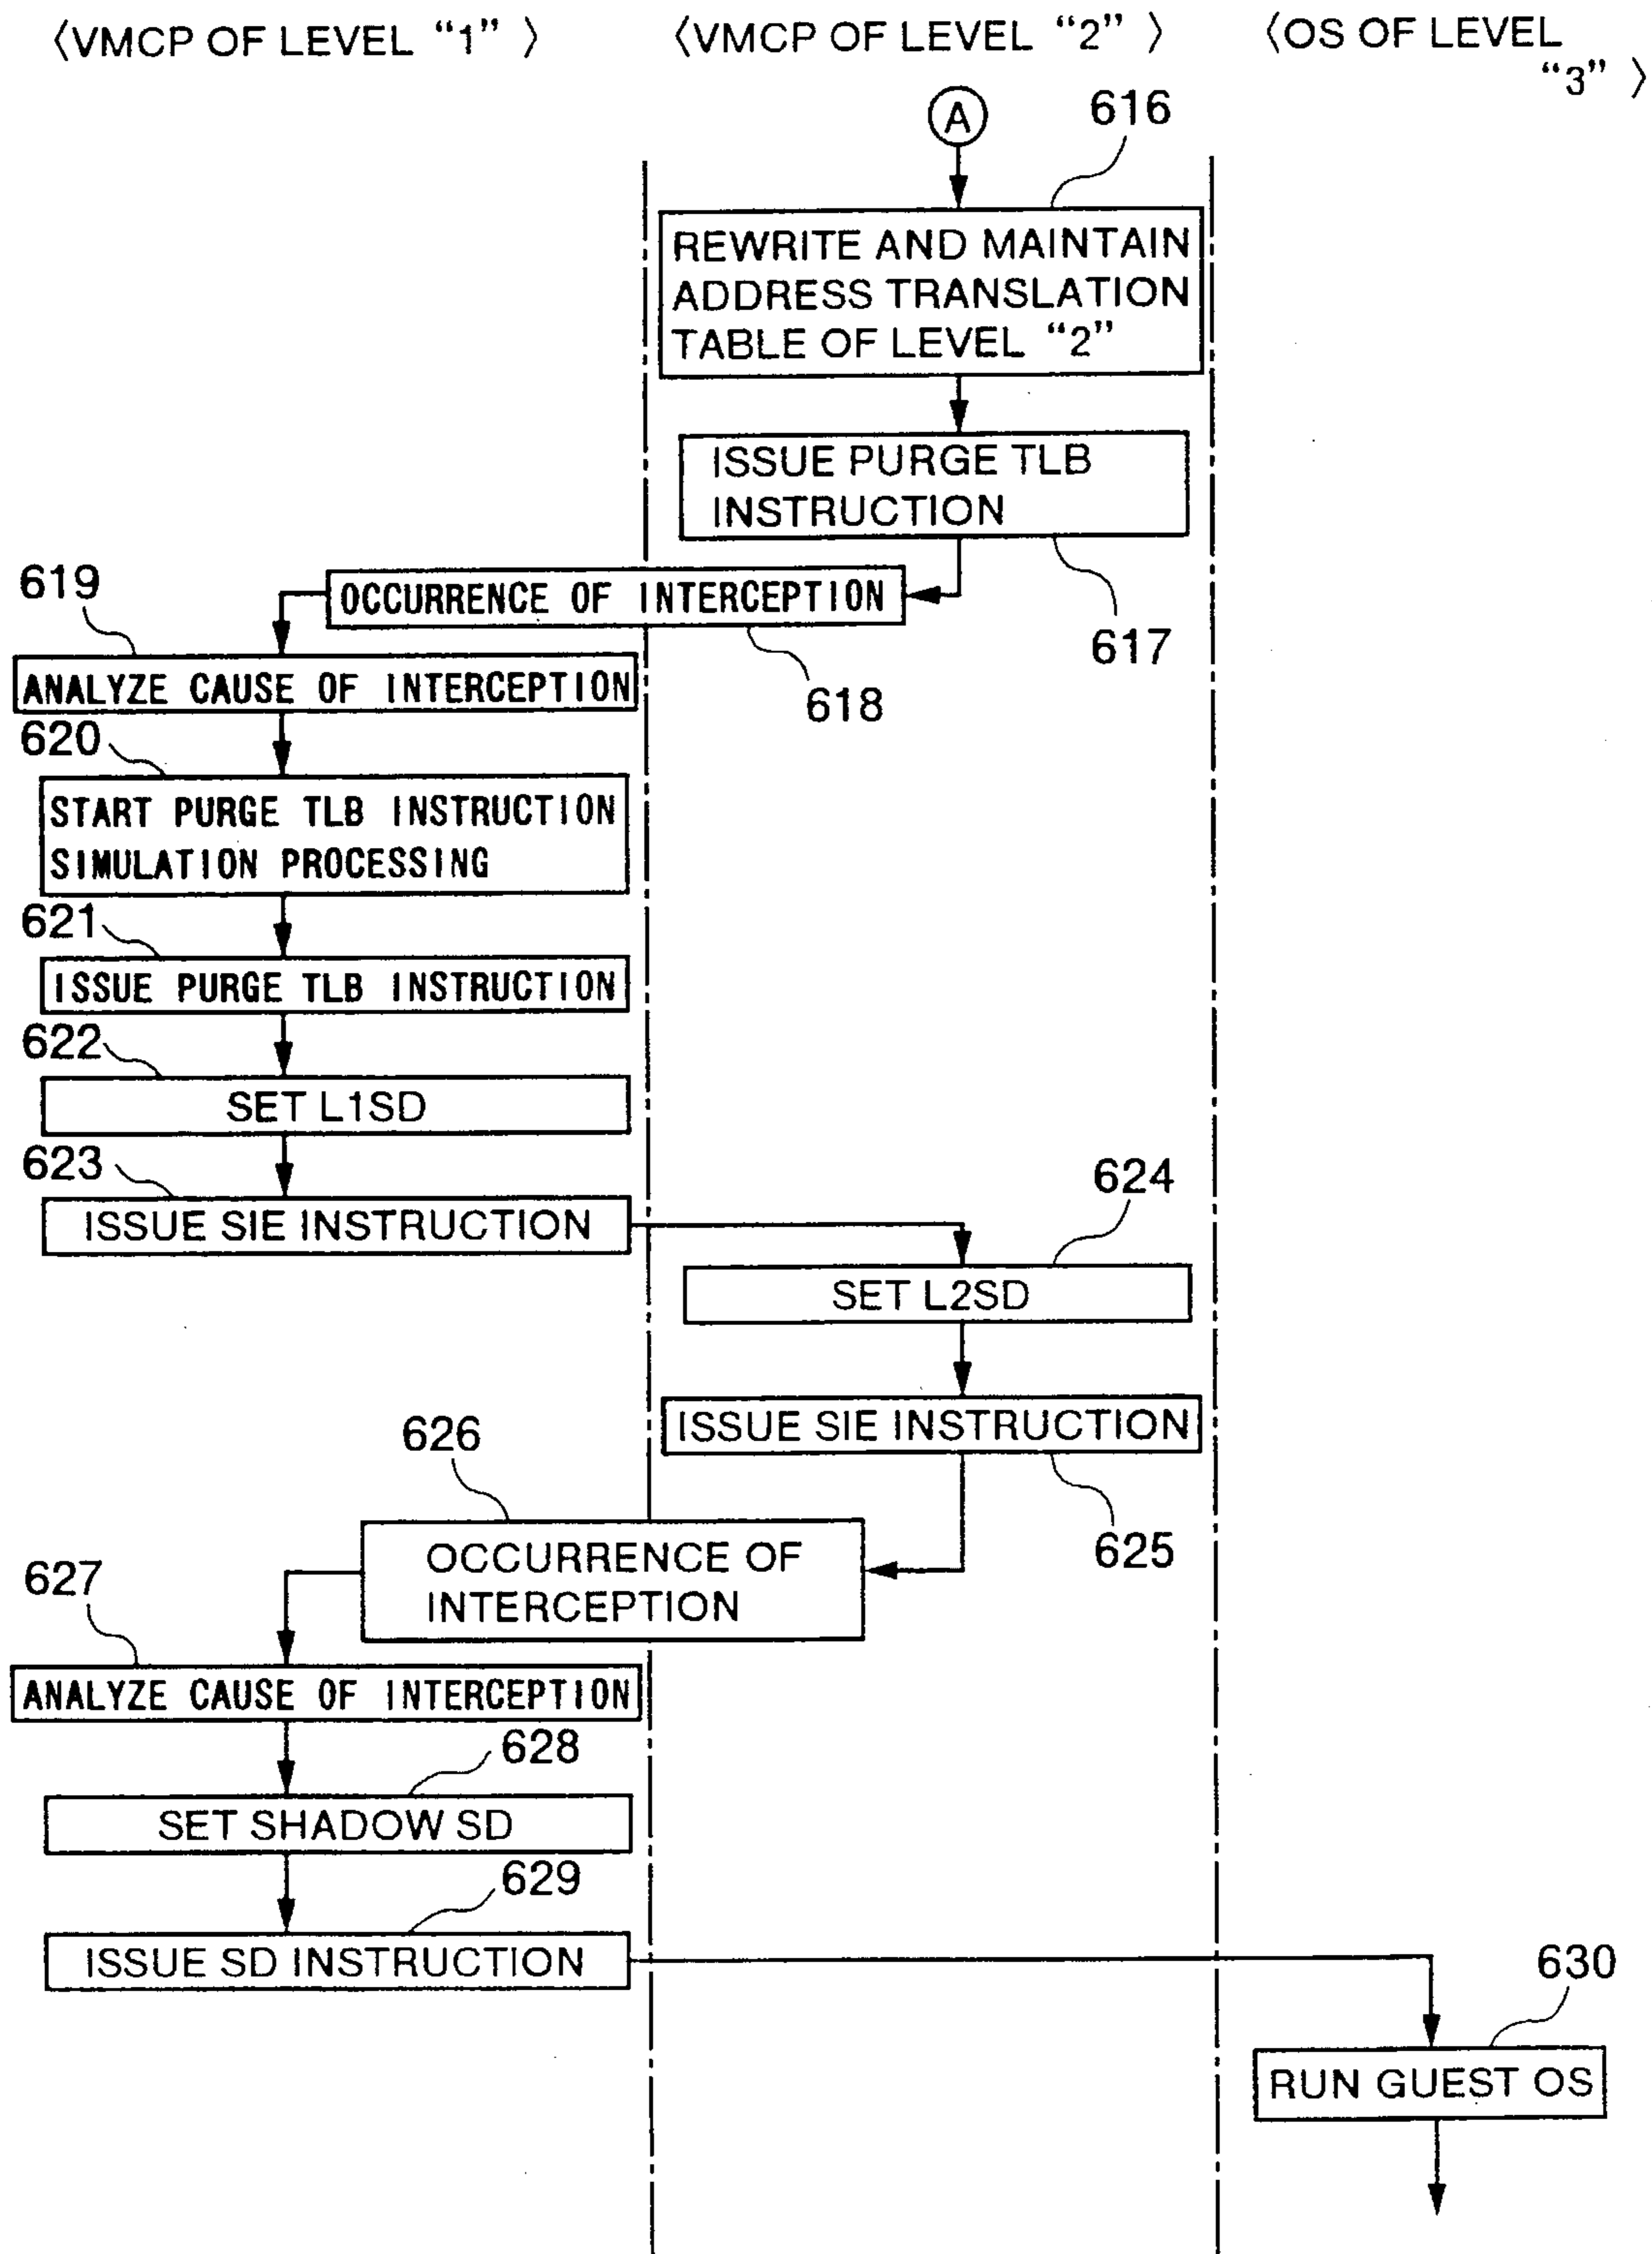 〈VMCP OF LEVEL “1” 〉
〈VMCP OF LEVEL “2” 〉
〈OS OF LEVEL
“3” 〉
A
616
REWRITE AND MAINTAIN
ADDRESS TRANSLATION
TABLE OF LEVEL “2”
ISSUE PURGE TLB
INSTRUCTION
617
OCCURRENCE OF INTERCEPTION
618
619
ANALYZE CAUSE OF INTERCEPTION
620
START PURGE TLB INSTRUCTION
SIMULATION PROCESSING
621
ISSUE PURGE TLB INSTRUCTION
622
SET L1SD
623
ISSUE SIE INSTRUCTION
624
SET L2SD
ISSUE SIE INSTRUCTION
625
626
OCCURRENCE OF
INTERCEPTION
627
ANALYZE CAUSE OF INTERCEPTION
628
SET SHADOW SD
629
ISSUE SD INSTRUCTION
630
RUN GUEST OS